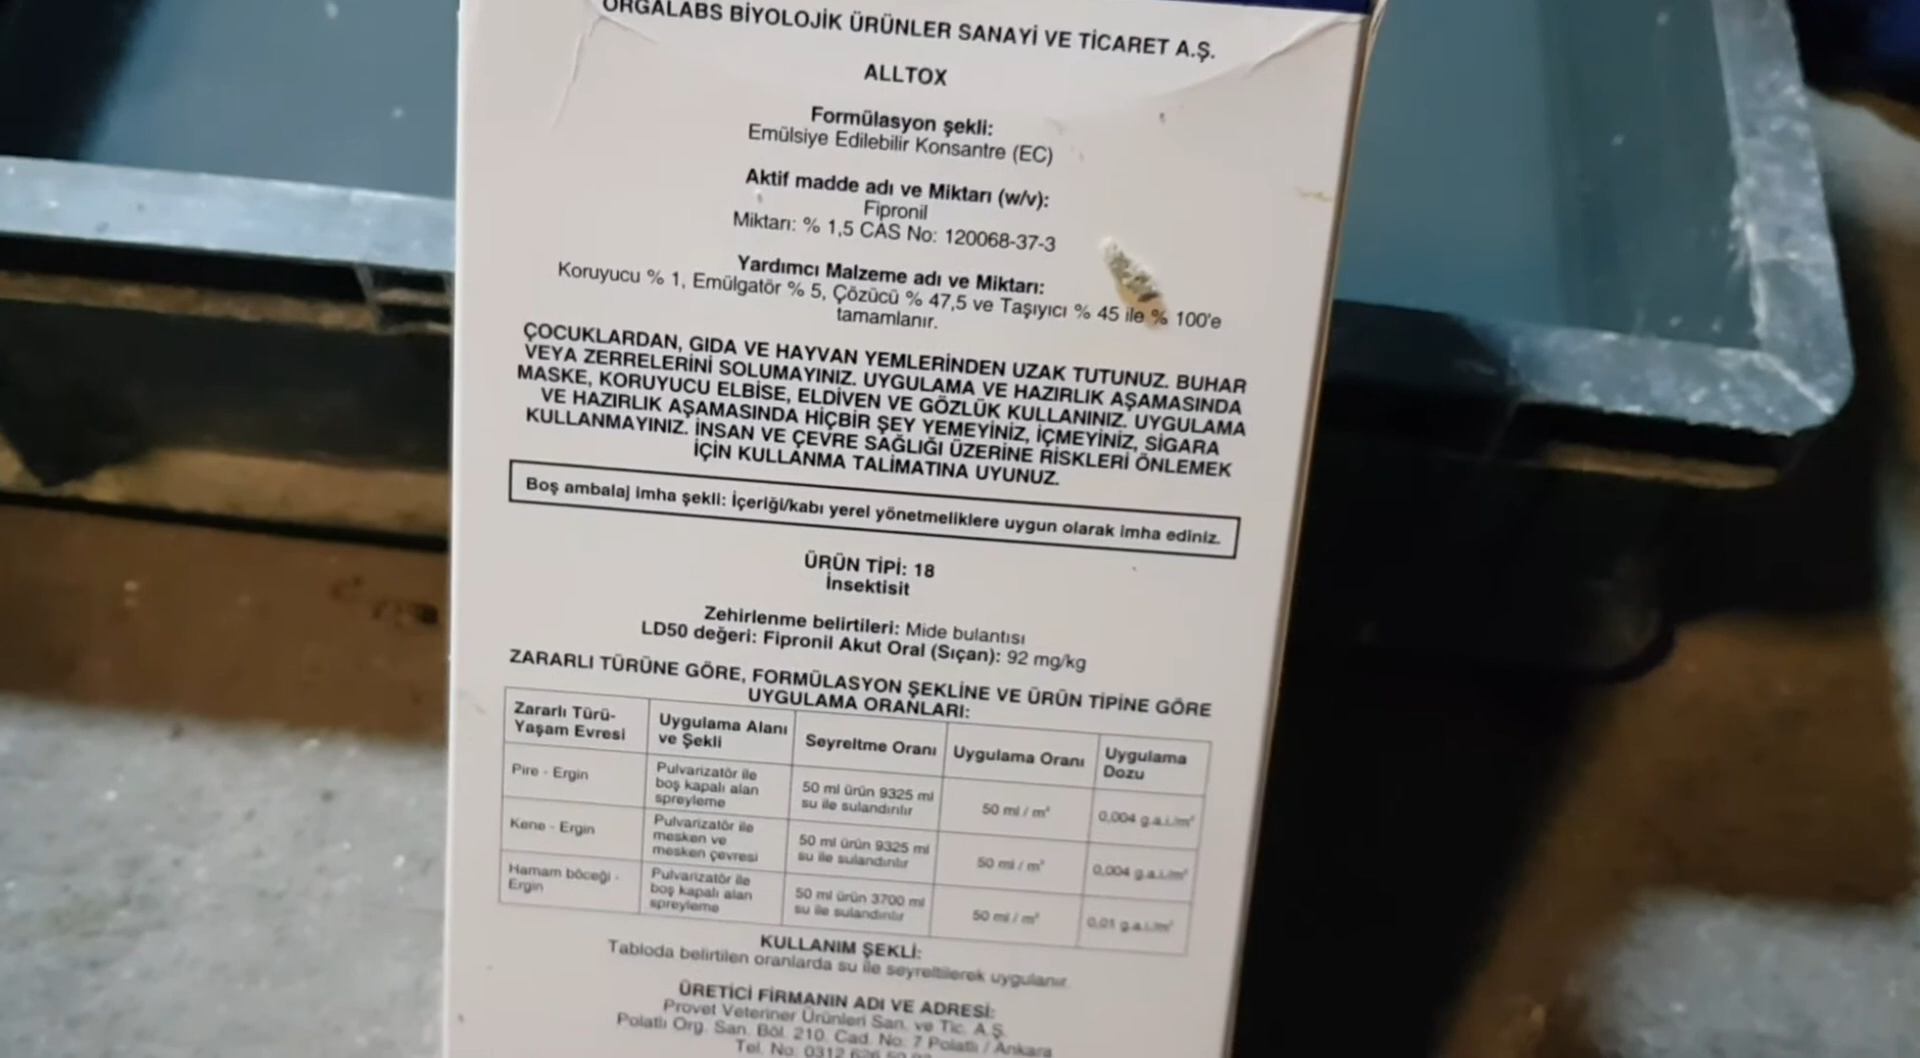 ORGALABS BİYOLOJİK ÜRÜNLER SANAYİ VE TİCARET A.Ş.
ALLTOX
Formülasyon şekli:
Emülsiye Edilebilir Konsantre (EC)
Aktif madde adı ve Miktarı (w/v):
Fipronil
Miktarı: % 1,5 CAS No: 120068-37-3
Yardımcı Malzeme adı ve Miktarı:
Koruyucu % 1, Emülgatör % 5, Çözücü % 47,5 ve Taşıyıcı % 45 ile % 100'e
tamamlanır.
ÇOCUKLARDAN, GIDA VE HAYVAN YEMLERİNDEN UZAK TUTUNUZ. BUHAR
VEYA ZERRELERİNİ SOLUMAYINIZ. UYGULAMA VE HAZIRLIK AŞAMASINDA
MASKE, KORUYUCU ELBİSE, ELDİVEN VE GÖZLÜK KULLANINIZ. UYGULAMA
VE HAZIRLIK AŞAMASINDA HİÇBİR ŞEY YEMEYİNİZ, İÇMEYİNİZ, SİGARA
KULLANMAYINIZ. İNSAN VE ÇEVRE SAĞLIĞI ÜZERİNE RİSKLERİ ÖNLEMEK
İÇİN KULLANMA TALİMATINA UYUNUZ.
Boş ambalaj imha şekli: İçeriği/kabı yerel yönetmeliklere uygun olarak imha ediniz.
ÜRÜN TİPİ: 18
İnsektisit
Zehirlenme belirtileri: Mide bulantısı
LD50 değeri: Fipronil Akut Oral (Sıçan): 92 mg/kg
ZARARLI TÜRÜNE GÖRE, FORMÜLASYON ŞEKLİNE VE ÜRÜN TİPİNE GÖRE
UYGULAMA ORANLARI:
Zararlı Türü-
Yaşam Evresi
Uygulama Alanı
ve Şekli
Seyreltme Oranı
Uygulama Oranı
Uygulama
Dozu
Pire - Ergin
Pulvarizatör ile
boş kapalı alan
spreyleme
50 ml ürün 9325 ml
su ile sulandırılır
50 ml / m²
0,004 g.a.i./m²
Kene - Ergin
Pulvarizatör ile
mesken ve
mesken çevresi
50 ml ürün 9325 ml
su ile sulandırılır
50 ml / m²
0,004 g.a.i./m²
Hamam böceği -
Ergin
Pulvarizatör ile
boş kapalı alan
spreyleme
50 ml ürün 3700 ml
su ile sulandırılır
50 ml / m²
0,01 g.a.i./m²
KULLANIM ŞEKLİ:
Tabloda belirtilen oranlarda su ile seyreltilerek uygulanır.
ÜRETİCİ FİRMANIN ADI VE ADRESİ:
Provet Veteriner Ürünleri San. ve Tic. A.Ş.
Polatlı Org. San. Böl. 210. Cad. No: 7 Polatlı / Ankara
Tel. No: 0312 626